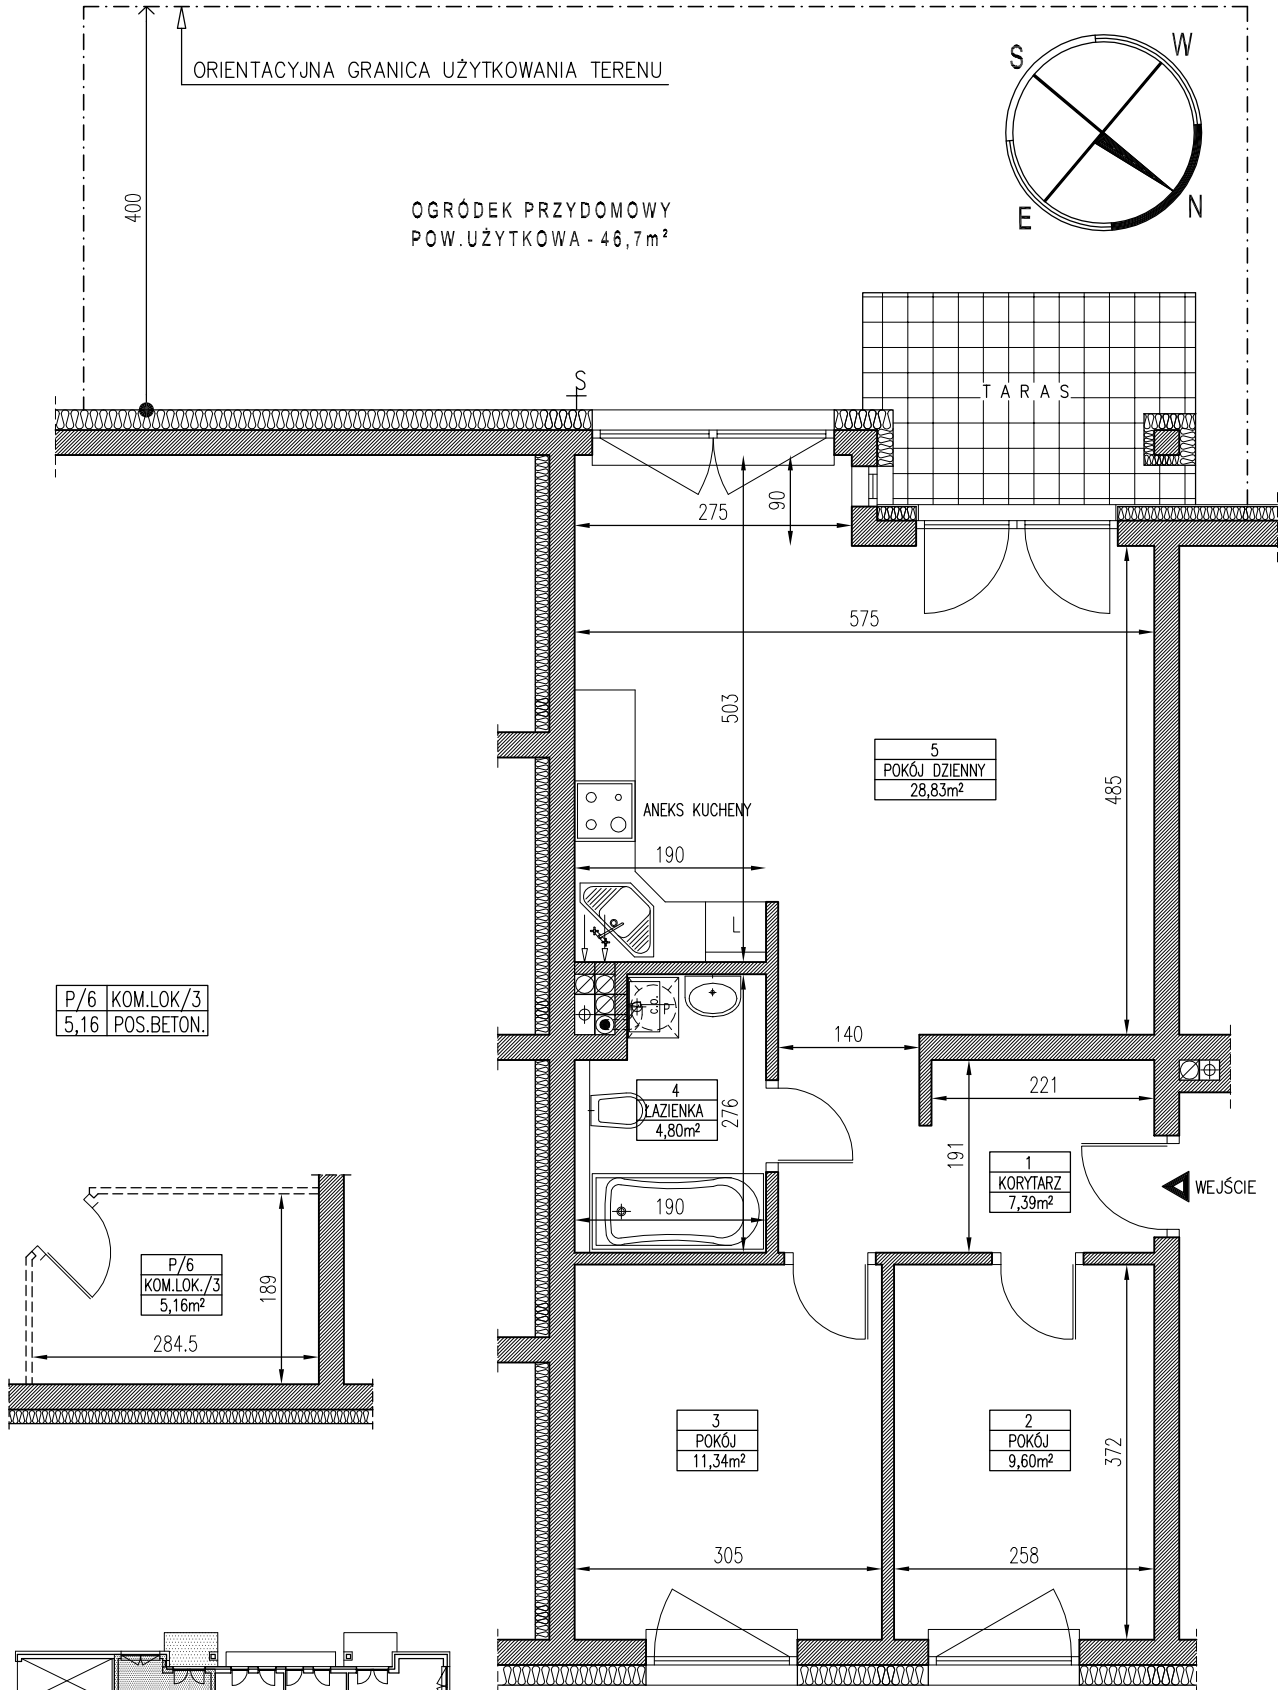 ORIENTACYJNA GRANICA UŻYTKOWANIA TERENU
S
W
E
N
400
OGRÓDEK PRZYDOMOWY
POW.UŻYTKOWA - 46,7m²
TARAS
S
275
90
575
503
5
POKÓJ DZIENNY
28,83m²
485
ANEKS KUCHENY
190
L
P/6 KOM.LOK/3
5,16 POS.BETON.
c.o.
P
140
221
4
ŁAZIENKA
4,80m²
276
191
1
KORYTARZ
7,39m²
WEJŚCIE
190
P/6
KOM.LOK./3
5,16m²
189
284.5
3
POKÓJ
11,34m²
2
POKÓJ
9,60m²
372
305
258